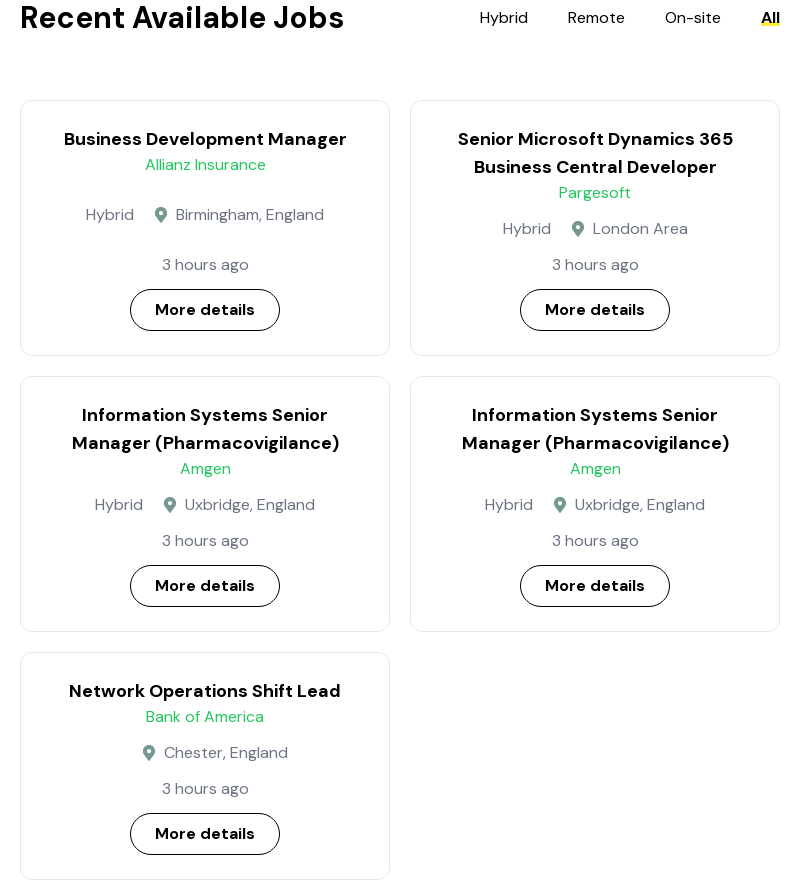 Recent Available Jobs
Hybrid Remote On-site All
Business Development Manager
Allianz Insurance
Hybrid Birmingham, England
3 hours ago
More details
Senior Microsoft Dynamics 365
Business Central Developer
Pargesoft
Hybrid London Area
3 hours ago
More details
Information Systems Senior
Manager (Pharmacovigilance)
Amgen
Hybrid Uxbridge, England
3 hours ago
More details
Information Systems Senior
Manager (Pharmacovigilance)
Amgen
Hybrid Uxbridge, England
3 hours ago
More details
Network Operations Shift Lead
Bank of America
Chester, England
3 hours ago
More details